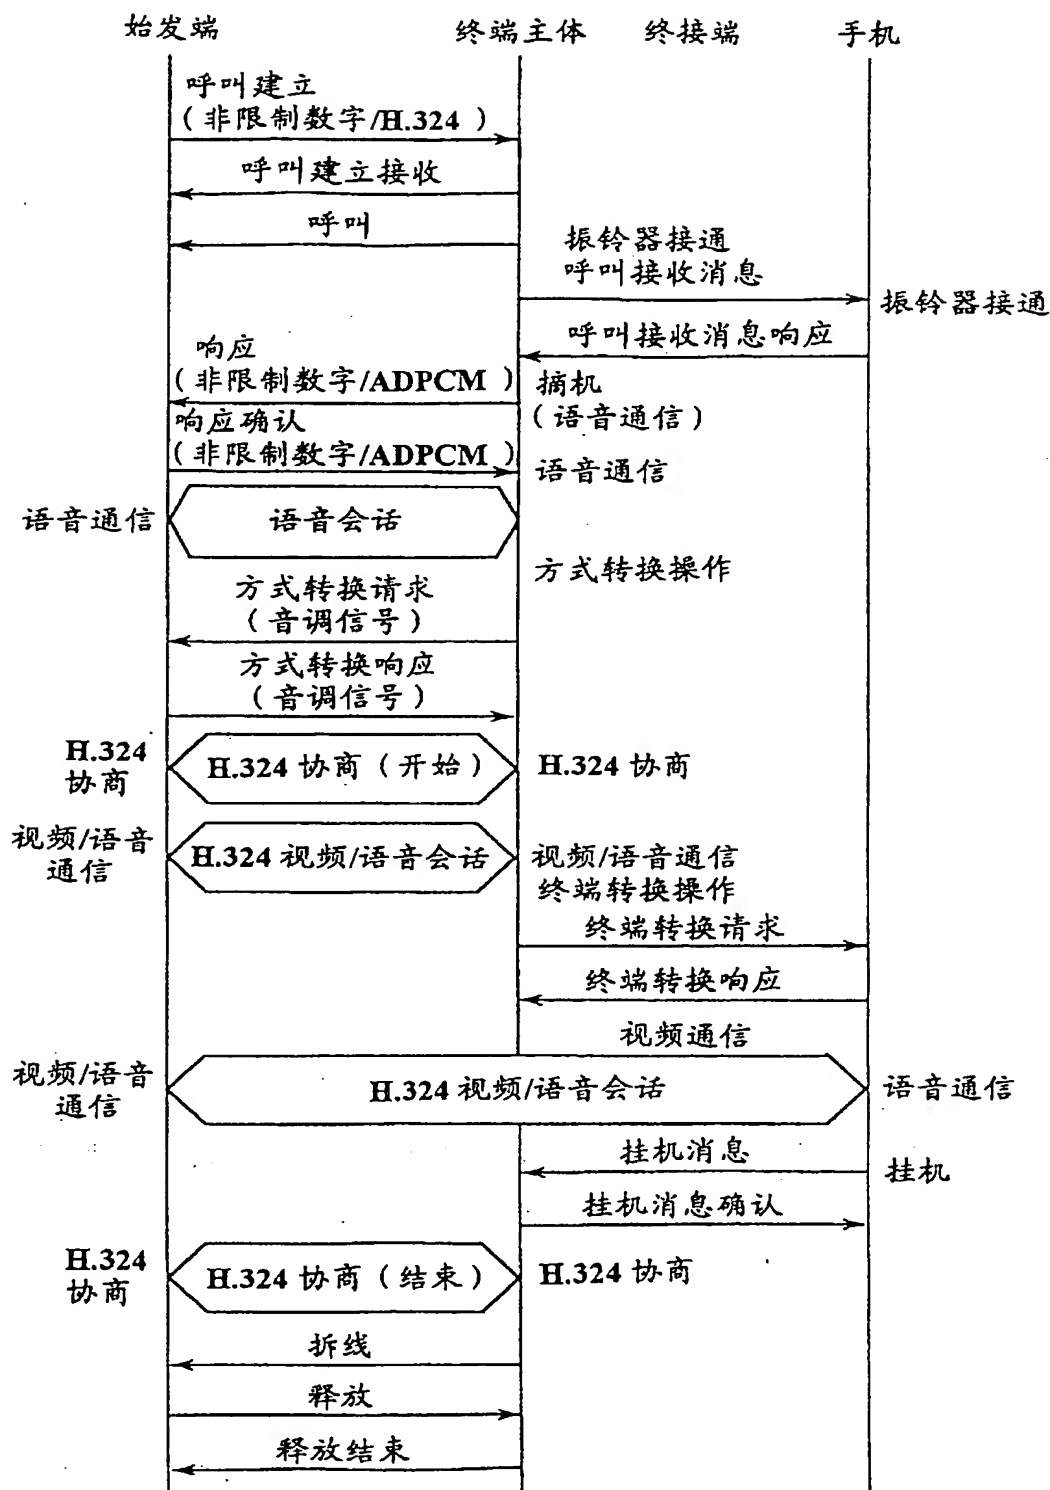 始发端
终端主体
终接端
手机
呼叫建立
（非限制数字/H.324）
呼叫建立接收
呼叫
振铃器接通
呼叫接收消息
振铃器接通
呼叫接收消息响应
响应
（非限制数字/ADPCM）
摘机
（语音通信）
响应确认
（非限制数字/ADPCM）
语音通信
语音通信
语音会话
方式转换操作
方式转换请求
（音调信号）
方式转换响应
（音调信号）
H.324
协商
H.324 协商（开始）
H.324 协商
视频/语音
通信
H.324 视频/语音会话
视频/语音通信
终端转换操作
终端转换请求
终端转换响应
视频通信
视频/语音
通信
H.324 视频/语音会话
语音通信
挂机消息
挂机
挂机消息确认
H.324
协商
H.324 协商（结束）
H.324 协商
拆线
释放
释放结束